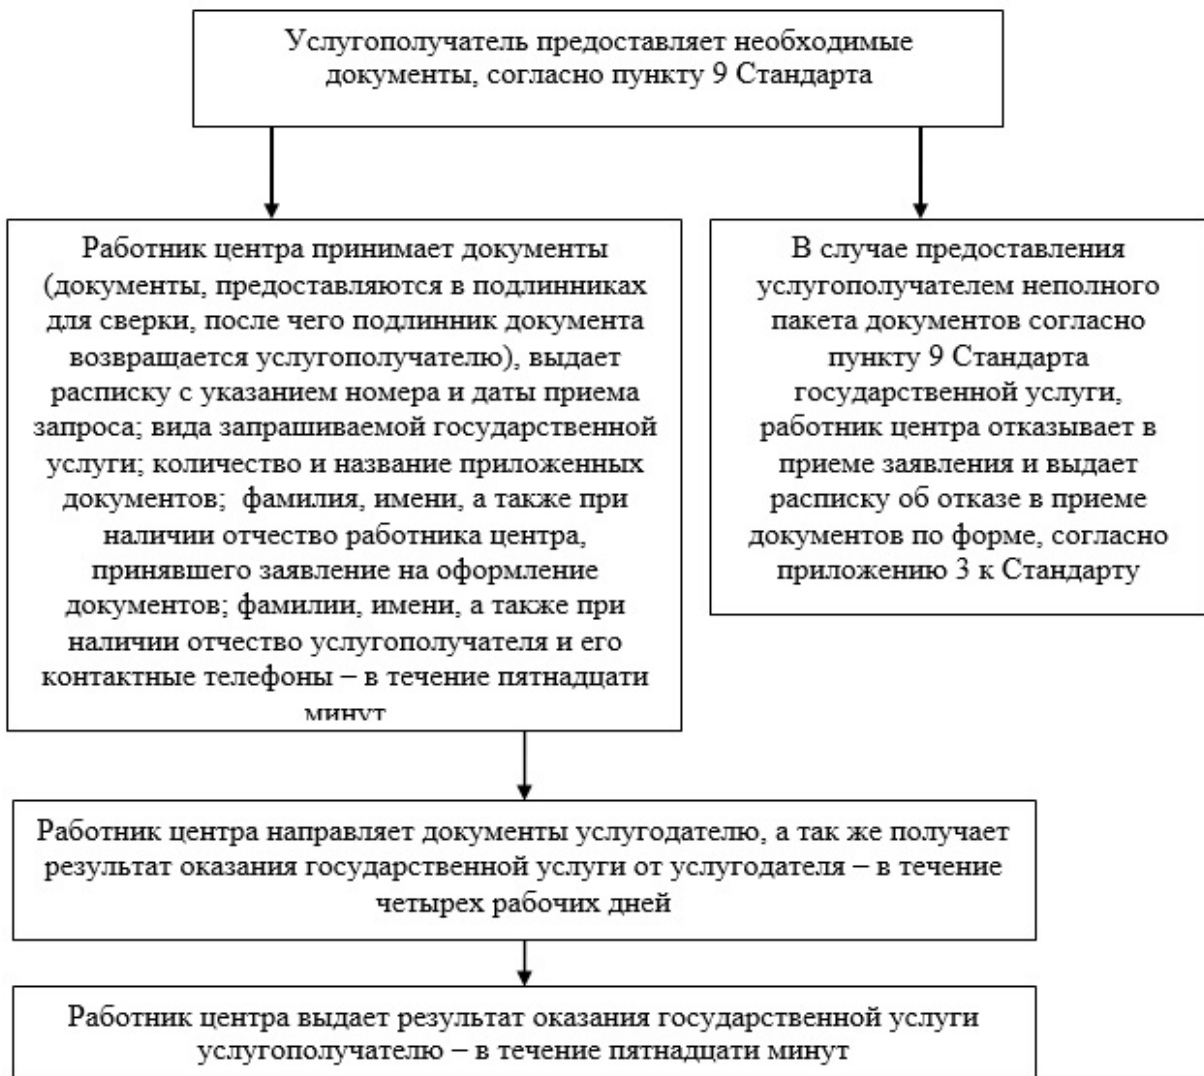 Услугополучатель предоставляет необходимые
документы, согласно пункту 9 Стандарта
Работник центра принимает документы
(документы, предоставляются в подлинниках
для сверки, после чего подлинник документа
возвращается услугополучателю), выдает
расписку с указанием номера и даты приема
запроса; вида запрашиваемой государственной
услуги; количество и название приложенных
документов; фамилия, имени, а также при
наличии отчество работника центра,
принявшего заявление на оформление
документов; фамилии, имени, а также при
наличии отчество услугополучателя и его
контактные телефоны – в течение пятнадцати
минут
В случае предоставления
услугополучателем неполного
пакета документов согласно
пункту 9 Стандарта
государственной услуги,
работник центра отказывает в
приеме заявления и выдает
расписку об отказе в приеме
документов по форме, согласно
приложению 3 к Стандарту
Работник центра направляет документы услугодателю, а так же получает
результат оказания государственной услуги от услугодателя – в течение
четырех рабочих дней
Работник центра выдает результат оказания государственной услуги
услугополучателю – в течение пятнадцати минут